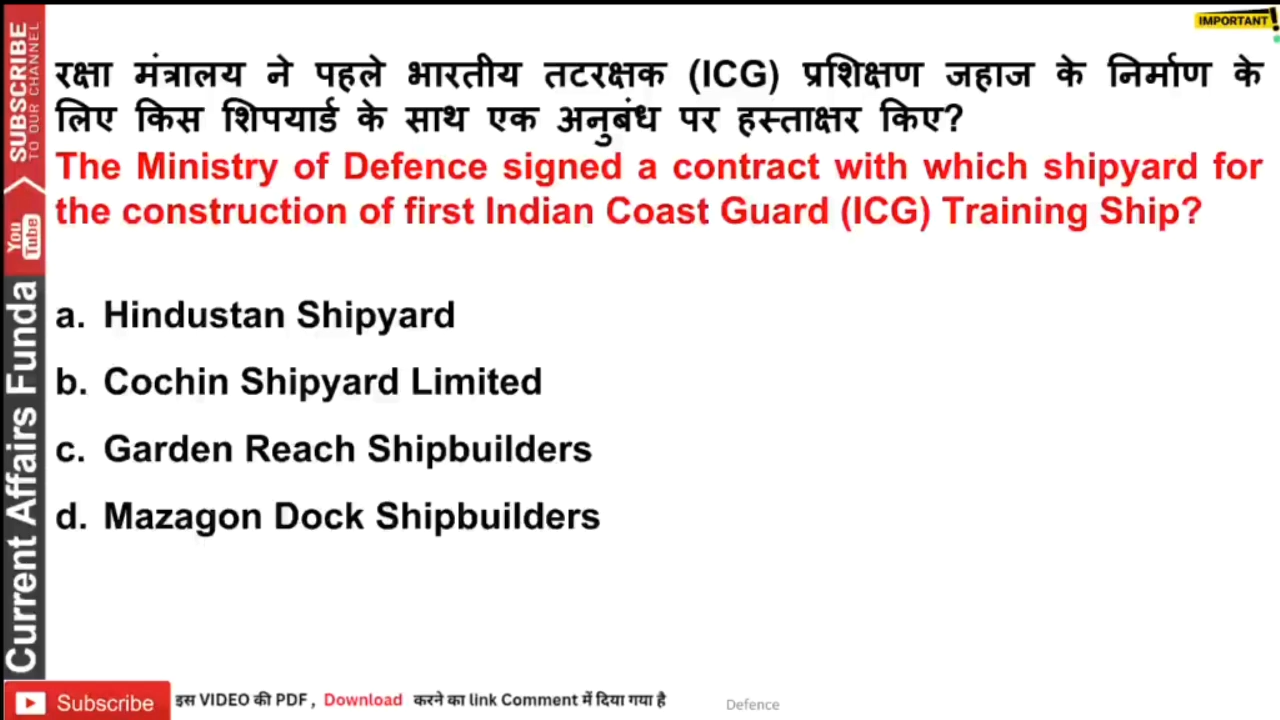 IMPORTANT!
रक्षा मंत्रालय ने पहले भारतीय तटरक्षक (ICG) प्रशिक्षण जहाज के निर्माण के
लिए किस शिपयार्ड के साथ एक अनुबंध पर हस्ताक्षर किए?
The Ministry of Defence signed a contract with which shipyard for
the construction of first Indian Coast Guard (ICG) Training Ship?
a. Hindustan Shipyard
b. Cochin Shipyard Limited
c. Garden Reach Shipbuilders
d. Mazagon Dock Shipbuilders
SUBSCRIBE
TO OUR CHANNEL
You
Tube
Current Affairs Funda
Subscribe
इस VIDEO की PDF , Download करने का link Comment में दिया गया है
Defence